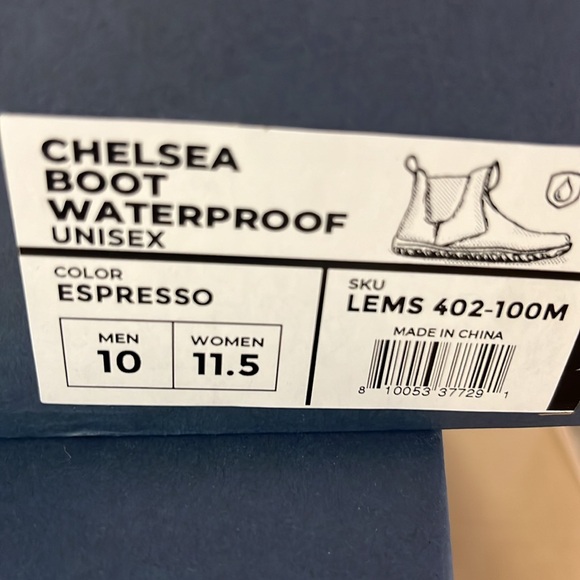 CHELSEA
BOOT
WATERPROOF
UNISEX
COLOR
ESPRESSO
MEN
10
WOMEN
11.5
SKU
LEMS 402-100M
MADE IN CHINA
8 10053 37729 1